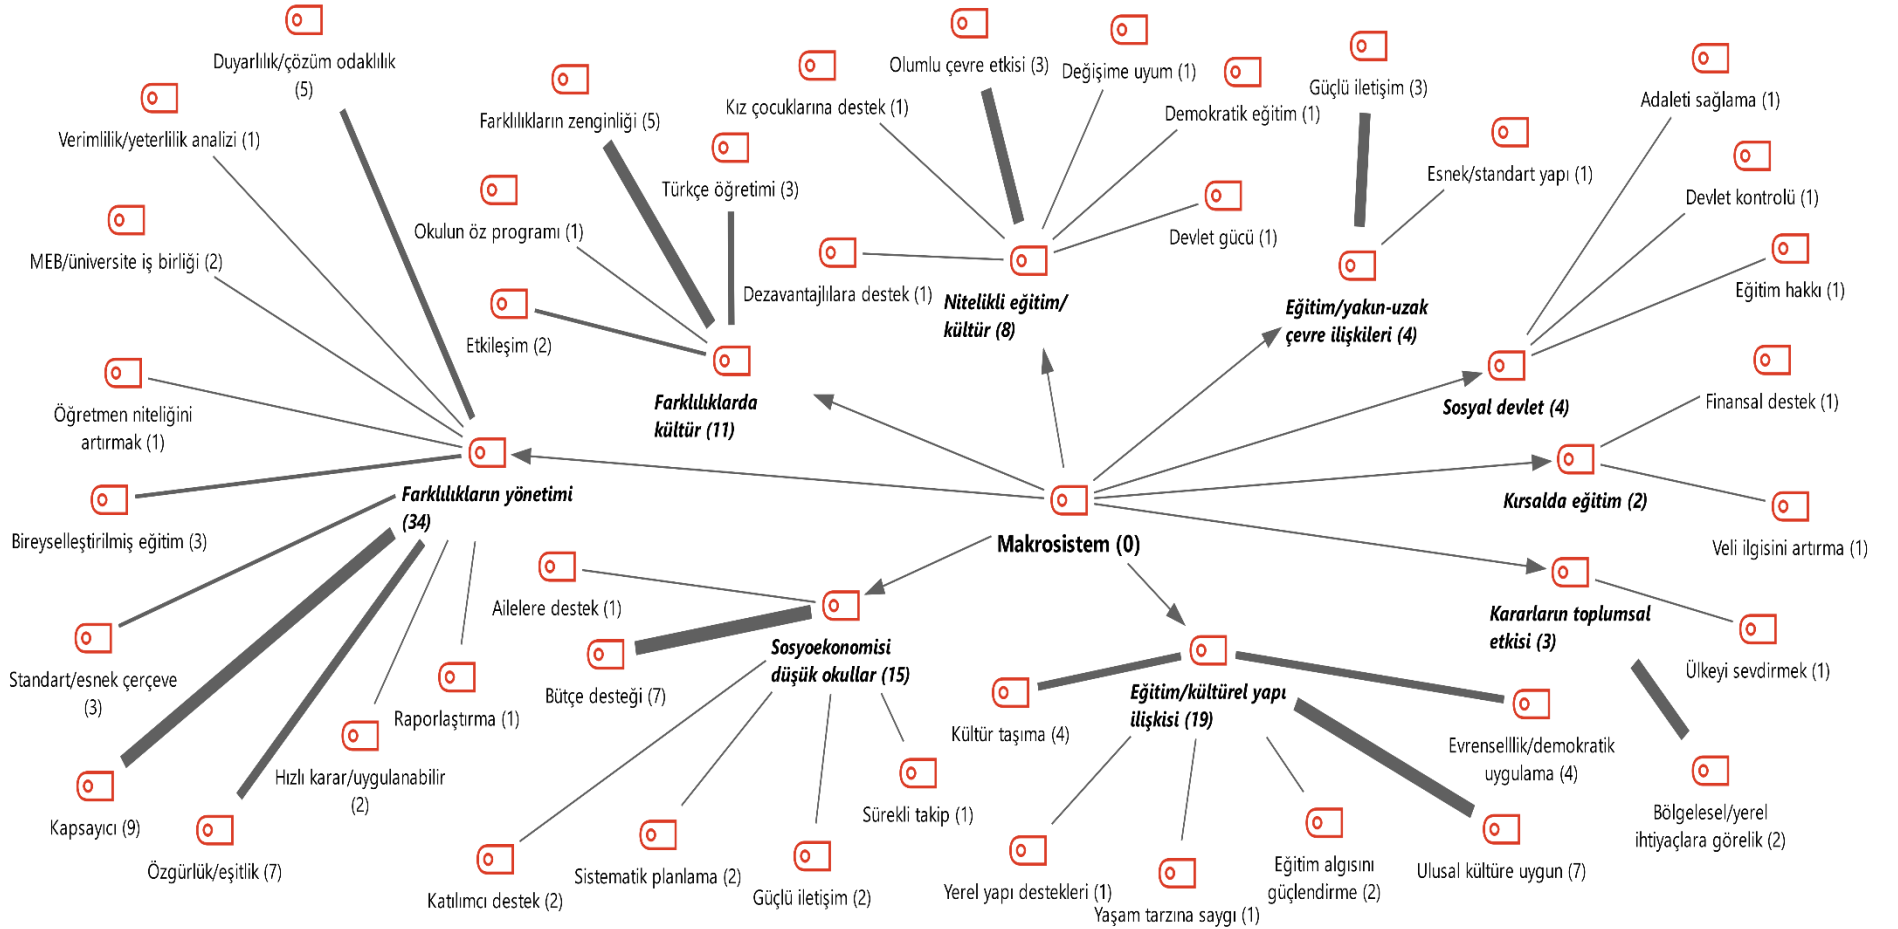 Duyarlılık/çözüm odaklılık
(5)
Verimlilik/yeterlilik analizi (1)
MEB/üniversite iş birliği (2)
Öğretmen niteliğini
artırmak (1)
Bireyselleştirilmiş eğitim (3)
Standart/esnek çerçeve
(3)
Kapsayıcı (9)
Özgürlük/eşitlik (7)
Hızlı karar/uygulanabilir
(2)
Raporlaştırma (1)
Farklılıkların yönetimi
(34)
Farklılıkların zenginliği (5)
Türkçe öğretimi (3)
Okulun öz programı (1)
Etkileşim (2)
Farklılıklarda
kültür (11)
Kız çocuklarına destek (1)
Olumlu çevre etkisi (3)
Değişime uyum (1)
Demokratik eğitim (1)
Devlet gücü (1)
Dezavantajlılara destek (1)
Nitelikli eğitim/
kültür (8)
Güçlü iletişim (3)
Esnek/standart yapı (1)
Eğitim/yakın-uzak
çevre ilişkileri (4)
Adaleti sağlama (1)
Devlet kontrolü (1)
Eğitim hakkı (1)
Sosyal devlet (4)
Finansal destek (1)
Kırsalda eğitim (2)
Veli ilgisini artırma (1)
Makrosistem (0)
Kararların toplumsal
etkisi (3)
Ülkeyi sevdirmek (1)
Bölgelesel/yerel
ihtiyaçlara görelik (2)
Ailelere destek (1)
Bütçe desteği (7)
Sosyoekonomisi
düşük okullar (15)
Katılımcı destek (2)
Sistematik planlama (2)
Güçlü iletişim (2)
Sürekli takip (1)
Eğitim/kültürel yapı
ilişkisi (19)
Kültür taşıma (4)
Yerel yapı destekleri (1)
Yaşam tarzına saygı (1)
Eğitim algısını
güçlendirme (2)
Ulusal kültüre uygun (7)
Evrenselllik/demokratik
uygulama (4)